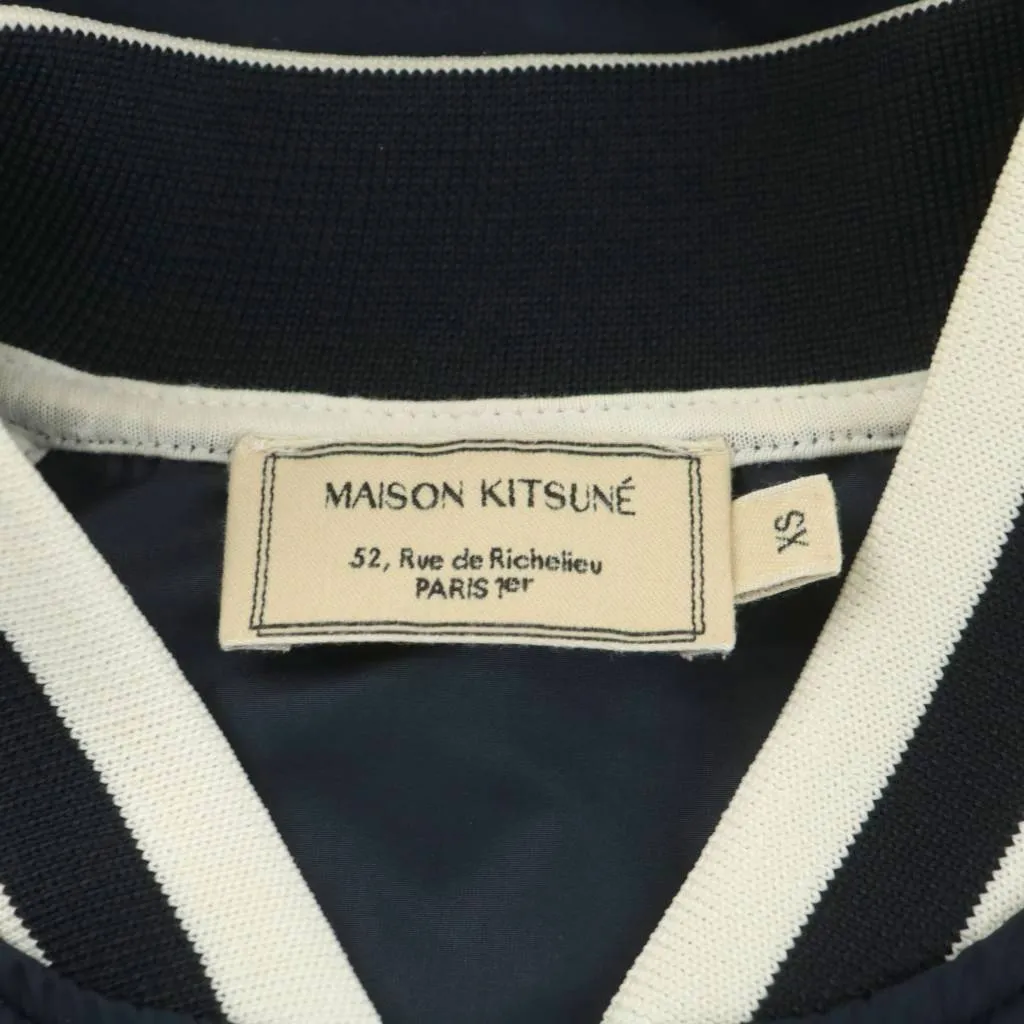 MAISON KITSUNÉ
52, Rue de Richelieu
PARIS 1er
XS